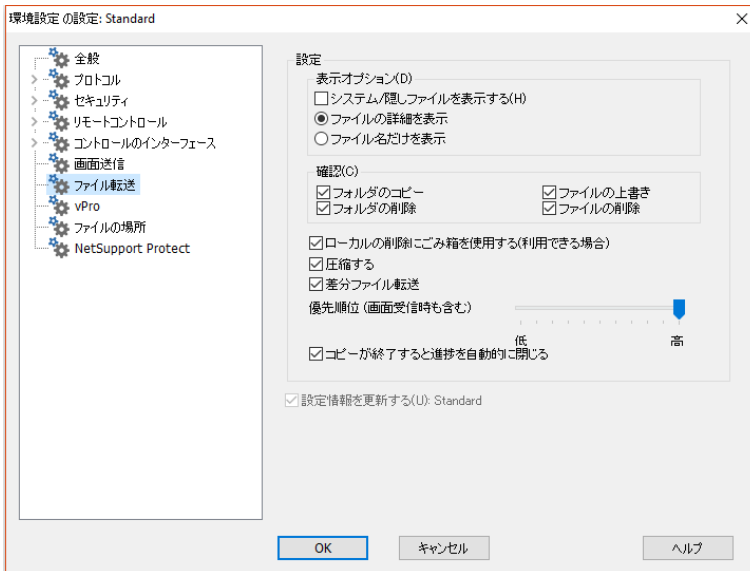 環境設定 の設定: Standard
全般
プロトコル
セキュリティ
リモートコントロール
コントロールのインターフェース
画面送信
ファイル転送
vPro
ファイルの場所
NetSupport Protect
設定
表示オプション(D)
システム/隠しファイルを表示する(H)
ファイルの詳細を表示
ファイル名だけを表示
確認(C)
フォルダのコピー
ファイルの上書き
フォルダの削除
ファイルの削除
ローカルの削除にごみ箱を使用する(利用できる場合)
圧縮する
差分ファイル転送
優先順位 (画面受信時も含む)
低
高
コピーが終了すると進捗を自動的に閉じる
設定情報を更新する(U): Standard
OK
キャンセル
ヘルプ